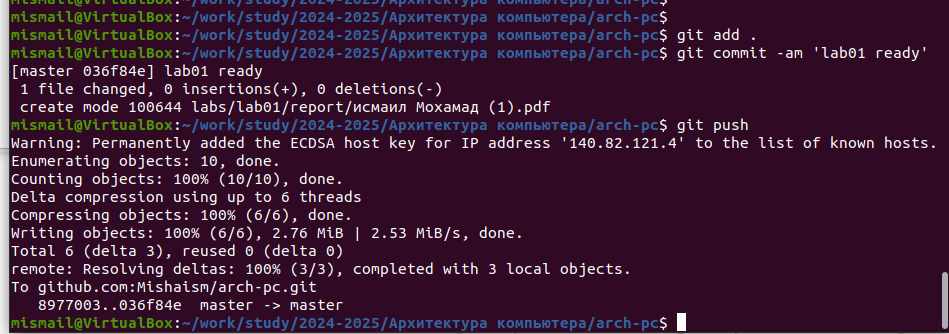 mismail@VirtualBox:~/work/study/2024-2025/Архитектура компьютера/arch-pc$
mismail@VirtualBox:~/work/study/2024-2025/Архитектура компьютера/arch-pc$
mismail@VirtualBox:~/work/study/2024-2025/Архитектура компьютера/arch-pc$ git add .
mismail@VirtualBox:~/work/study/2024-2025/Архитектура компьютера/arch-pc$ git commit -am 'lab01 ready'
[master 036f84e] lab01 ready
 1 file changed, 0 insertions(+), 0 deletions(-)
 create mode 100644 labs/lab01/report/исмаил Мохамад (1).pdf
mismail@VirtualBox:~/work/study/2024-2025/Архитектура компьютера/arch-pc$ git push
Warning: Permanently added the ECDSA host key for IP address '140.82.121.4' to the list of known hosts.
Enumerating objects: 10, done.
Counting objects: 100% (10/10), done.
Delta compression using up to 6 threads
Compressing objects: 100% (6/6), done.
Writing objects: 100% (6/6), 2.76 MiB | 2.53 MiB/s, done.
Total 6 (delta 3), reused 0 (delta 0)
remote: Resolving deltas: 100% (3/3), completed with 3 local objects.
To github.com:Mishaism/arch-pc.git
   8977003..036f84e  master -> master
mismail@VirtualBox:~/work/study/2024-2025/Архитектура компьютера/arch-pc$